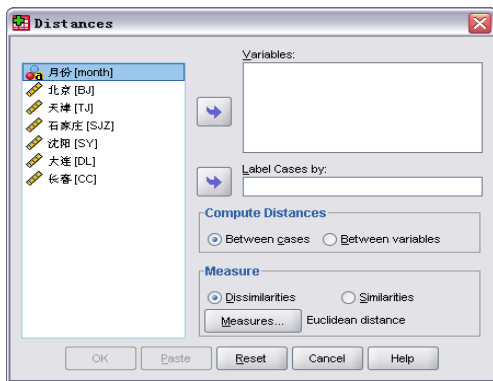 Distances
Variables:
月份 [month]
北京 [BJ]
天津 [TJ]
石家庄 [SJZ]
沈阳 [SY]
大连 [DL]
长春 [CC]
Label Cases by:
Compute Distances
Between cases
Between variables
Measure
Dissimilarities
Similarities
Measures...
Euclidean distance
OK
Paste
Reset
Cancel
Help